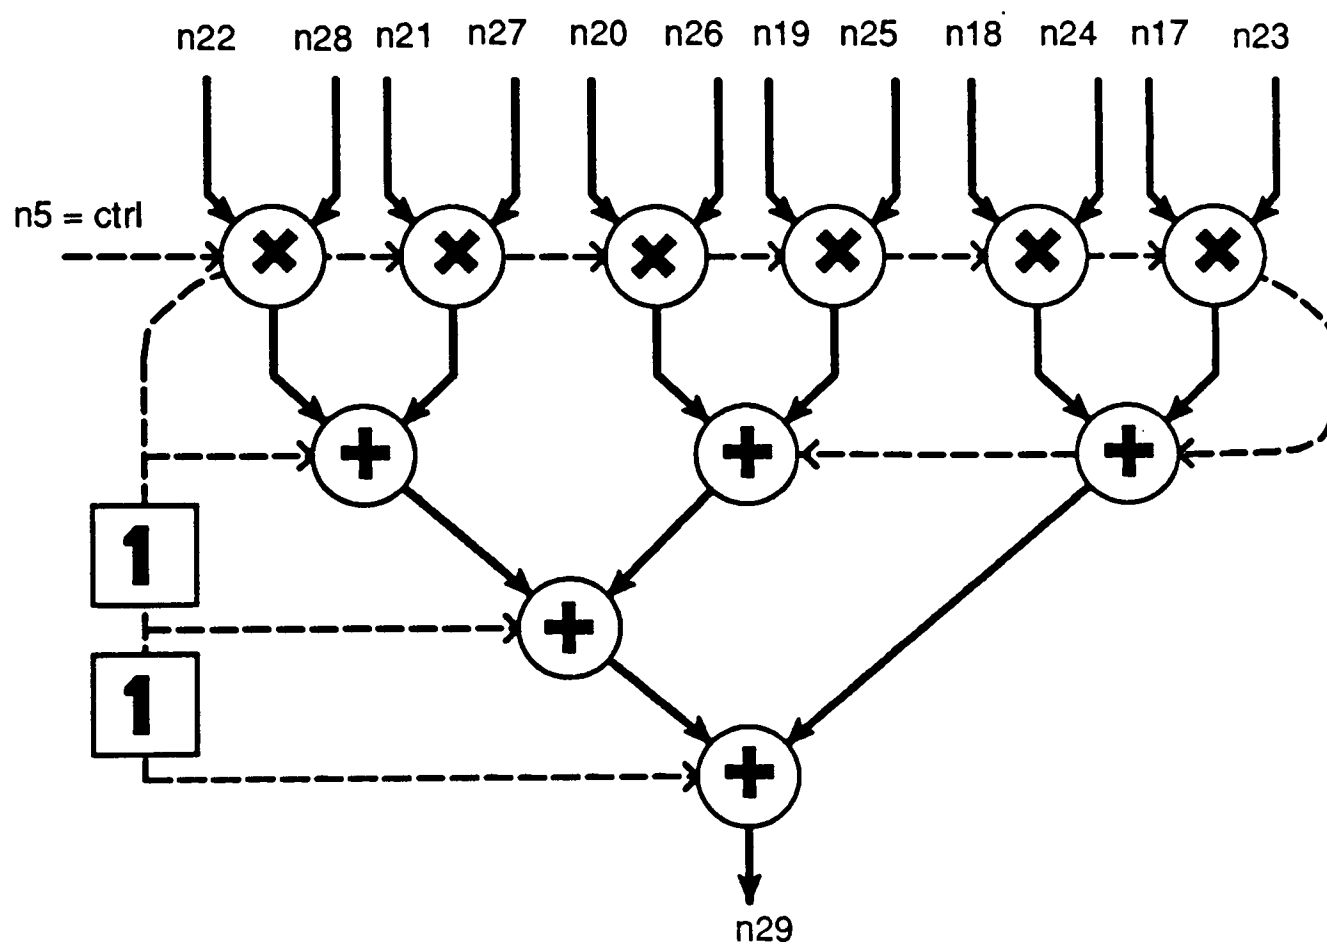 n22 n28 n21 n27 n20 n26 n19 n25 n18 n24 n17 n23
n5 = ctrl
× × × × × ×
+ + +
1
+
1
+
n29